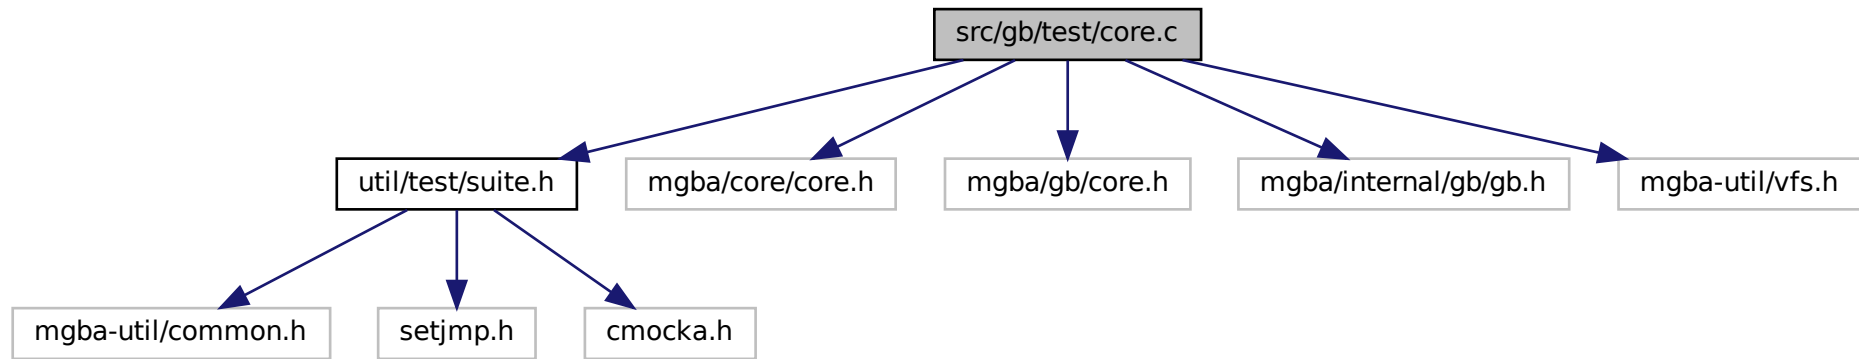 src/gb/test/core.c
util/test/suite.h
mgba/core/core.h
mgba/gb/core.h
mgba/internal/gb/gb.h
mgba-util/vfs.h
mgba-util/common.h
setjmp.h
cmocka.h